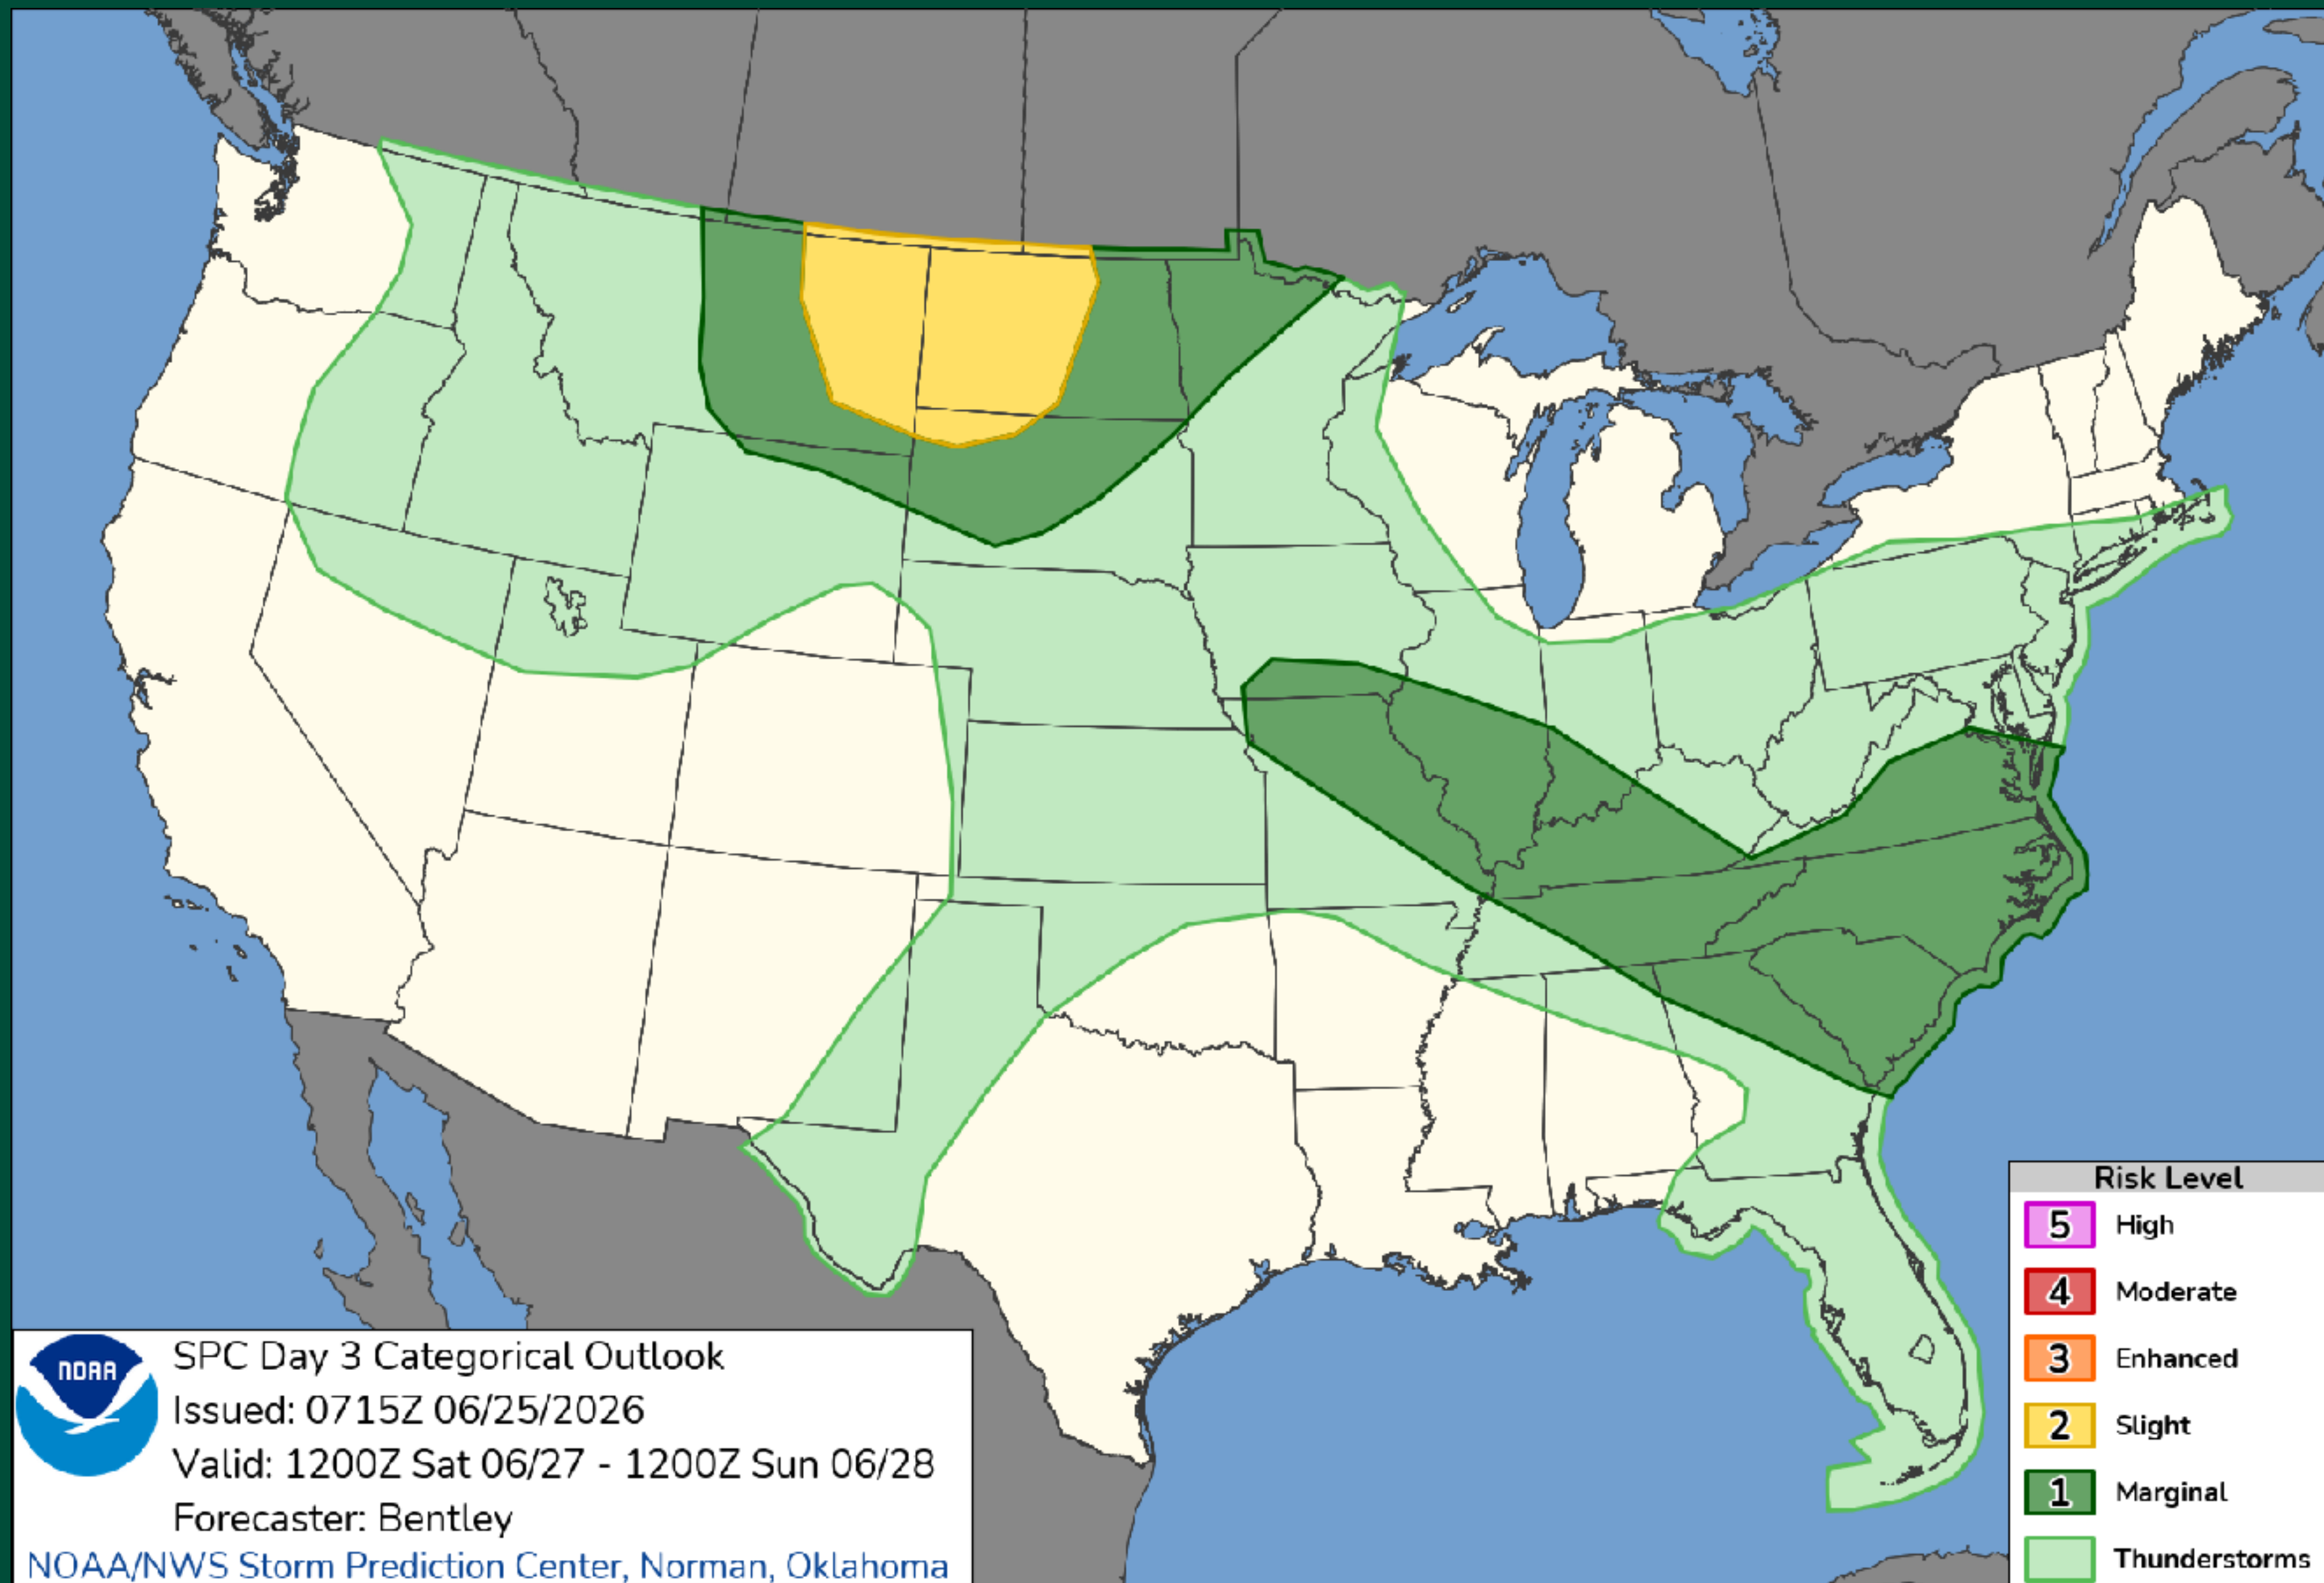 Risk Level
5 High
4 Moderate
3 Enhanced
2 Slight
1 Marginal
Thunderstorms
NOAA
SPC Day 3 Categorical Outlook
Issued: 0715Z 06/25/2026
Valid: 1200Z Sat 06/27 - 1200Z Sun 06/28
Forecaster: Bentley
NOAA/NWS Storm Prediction Center, Norman, Oklahoma